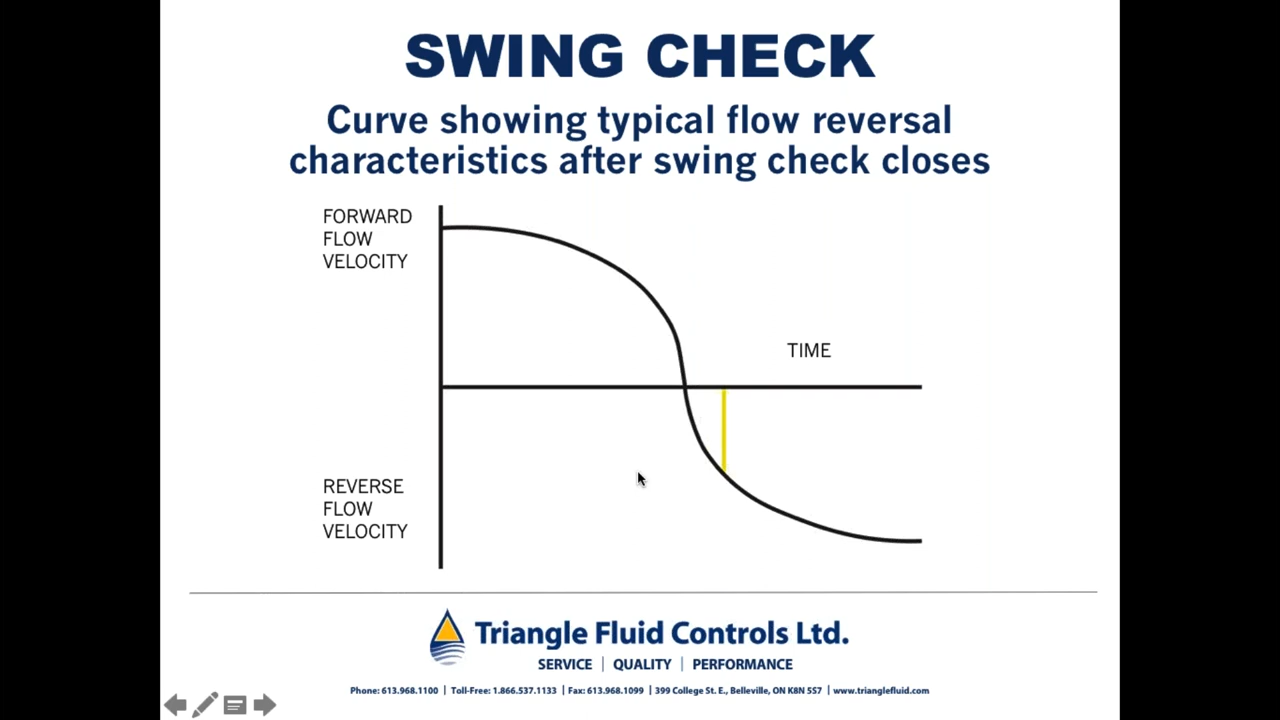 SWING CHECK
Curve showing typical flow reversal
characteristics after swing check closes
FORWARD
FLOW
VELOCITY
TIME
REVERSE
FLOW
VELOCITY
Triangle Fluid Controls Ltd.
SERVICE | QUALITY | PERFORMANCE
Phone: 613.968.1100 | Toll-Free: 1.866.537.1133 | Fax: 613.968.1099 | 399 College St. E., Belleville, ON K8N 5S7 | www.trianglefluid.com